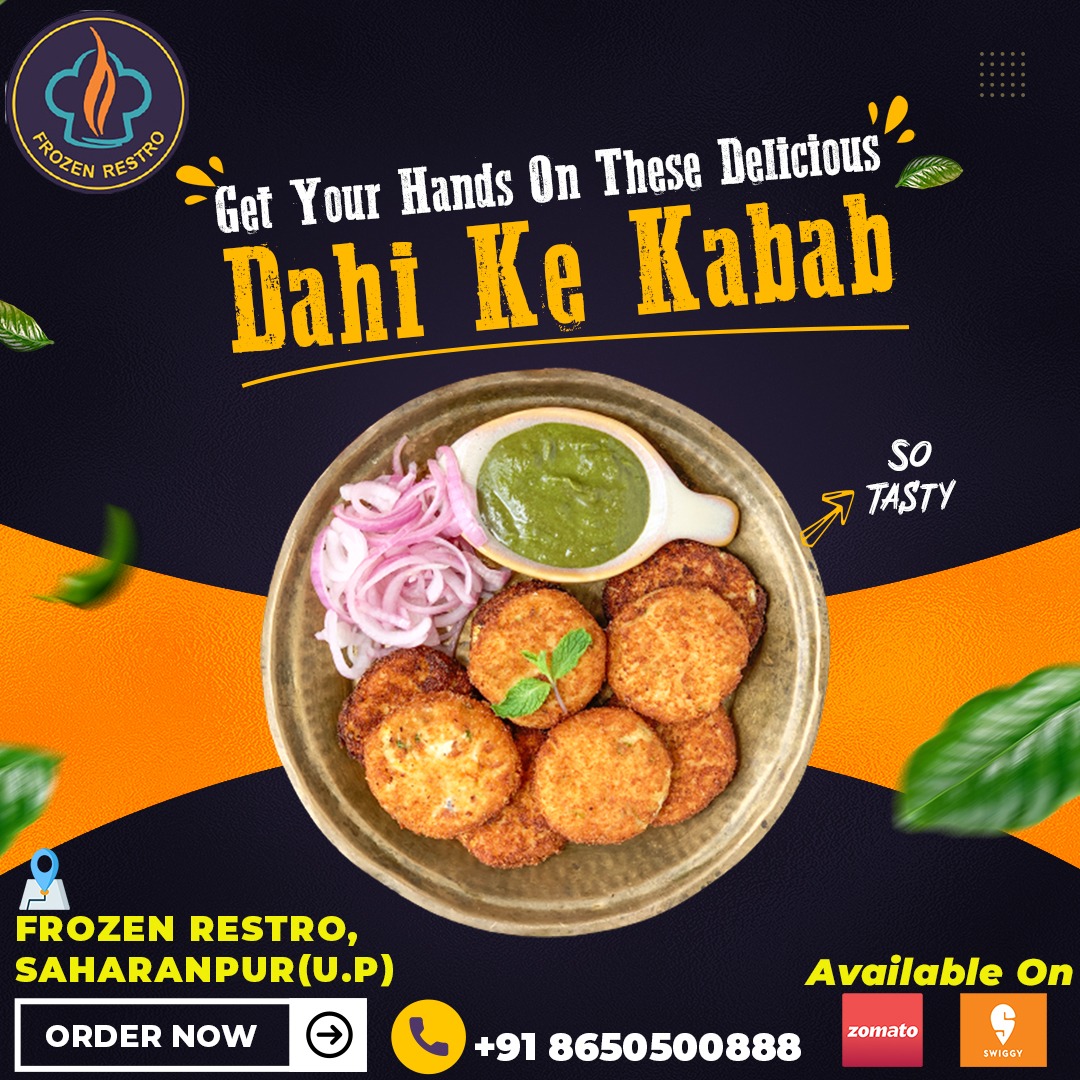 FROZEN RESTRO
Get Your Hands On These Delicious
Dahi Ke Kabab
SO
TASTY
FROZEN RESTRO,
SAHARANPUR(U.P)
Available On
ORDER NOW
+91 8650500888
zomato
SWIGGY